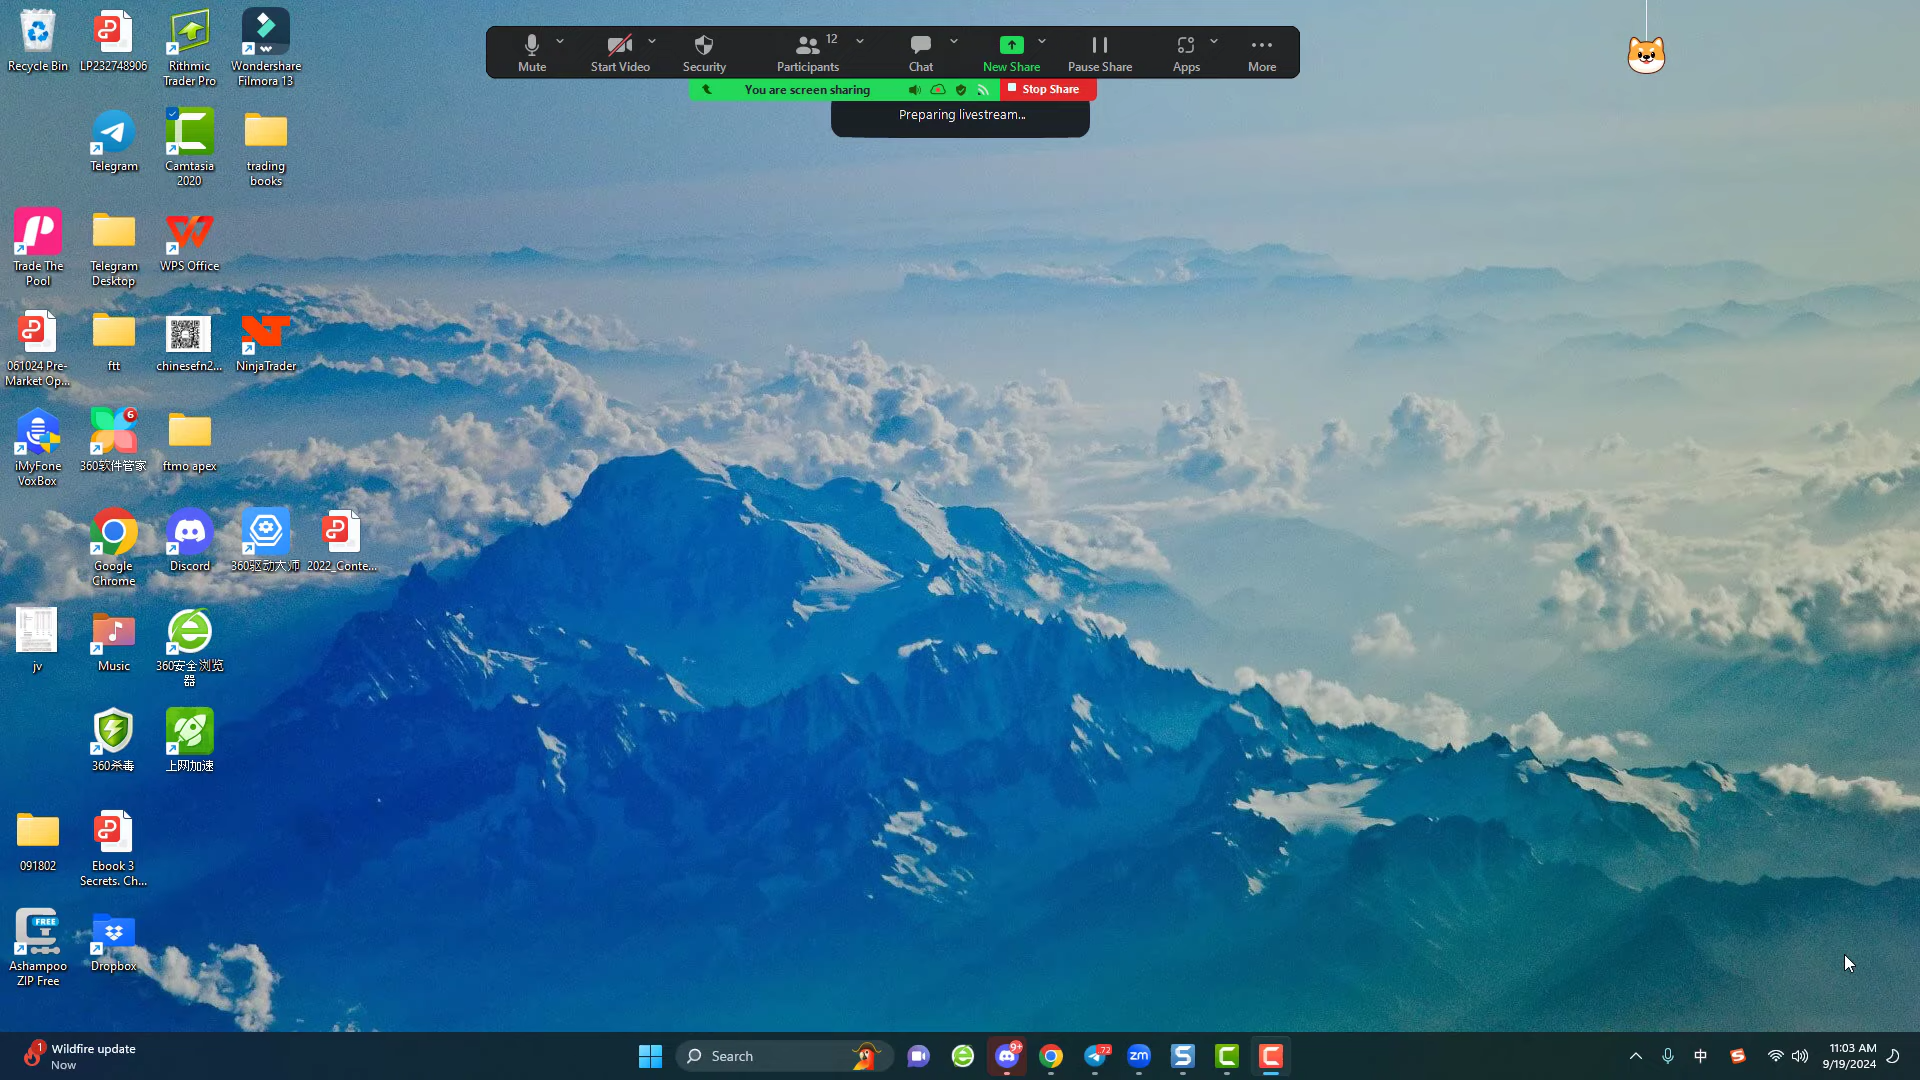 Mute
Start Video
Security
12
Participants
Chat
New Share
Pause Share
Apps
More
You are screen sharing
Stop Share
Preparing livestream...
Recycle Bin
LP232748906
Rithmic
Trader Pro
Wondershare
Filmora 13
Telegram
Camtasia
2020
trading
books
Trade The
Pool
Telegram
Desktop
WPS Office
061024 Pre-
Market Op...
ftt
chinesefn2...
NinjaTrader
iMyFone
VoxBox
6
360软件管家
ftmo apex
Google
Chrome
Discord
360驱动大师
2022_Conte...
jv
Music
360安全浏览
器
360杀毒
上网加速
091802
Ebook 3
Secrets. Ch...
FREE
Ashampoo
ZIP Free
Dropbox
1
Wildfire update
Now
Search
9+
72
zm
中
11:03 AM
9/19/2024